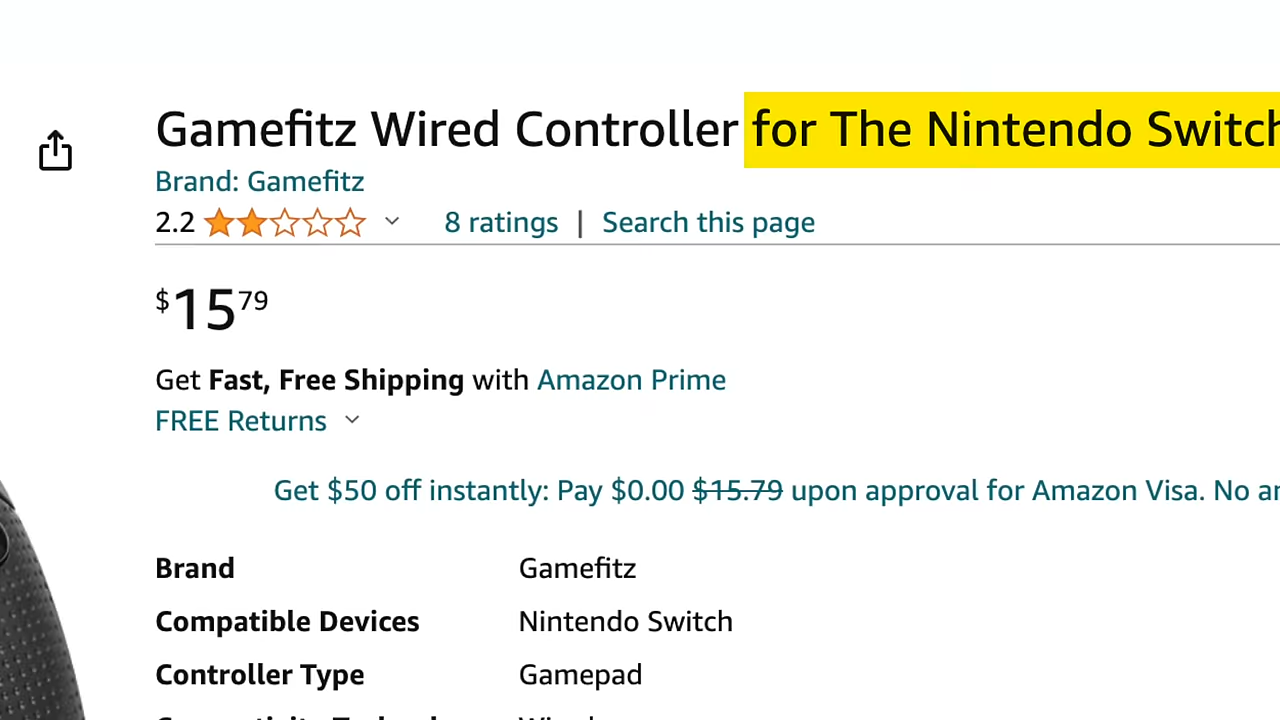 Gamefitz Wired Controller for The Nintendo Switch
Brand: Gamefitz
2.2 8 ratings | Search this page
$15 79
Get Fast, Free Shipping with Amazon Prime
FREE Returns
Get $50 off instantly: Pay $0.00 $15.79 upon approval for Amazon Visa. No
Brand Gamefitz
Compatible Devices Nintendo Switch
Controller Type Gamepad